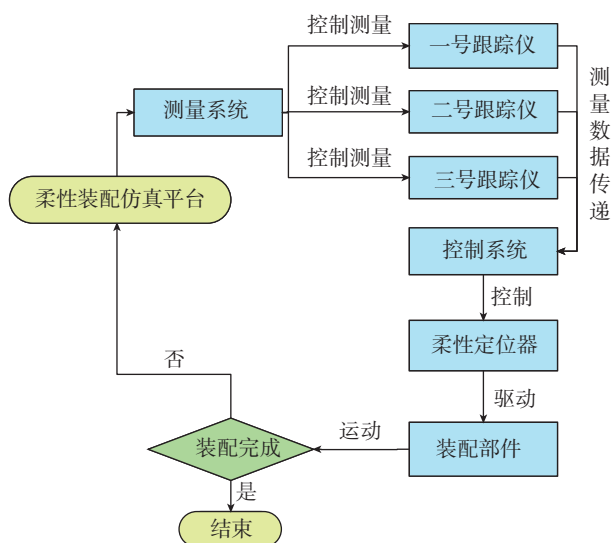 控制测量
一号跟踪仪
测量系统
控制测量
二号跟踪仪
控制测量
三号跟踪仪
测量数据传递
柔性装配仿真平台
控制系统
控制
柔性定位器
否
驱动
装配完成
运动
装配部件
是
结束